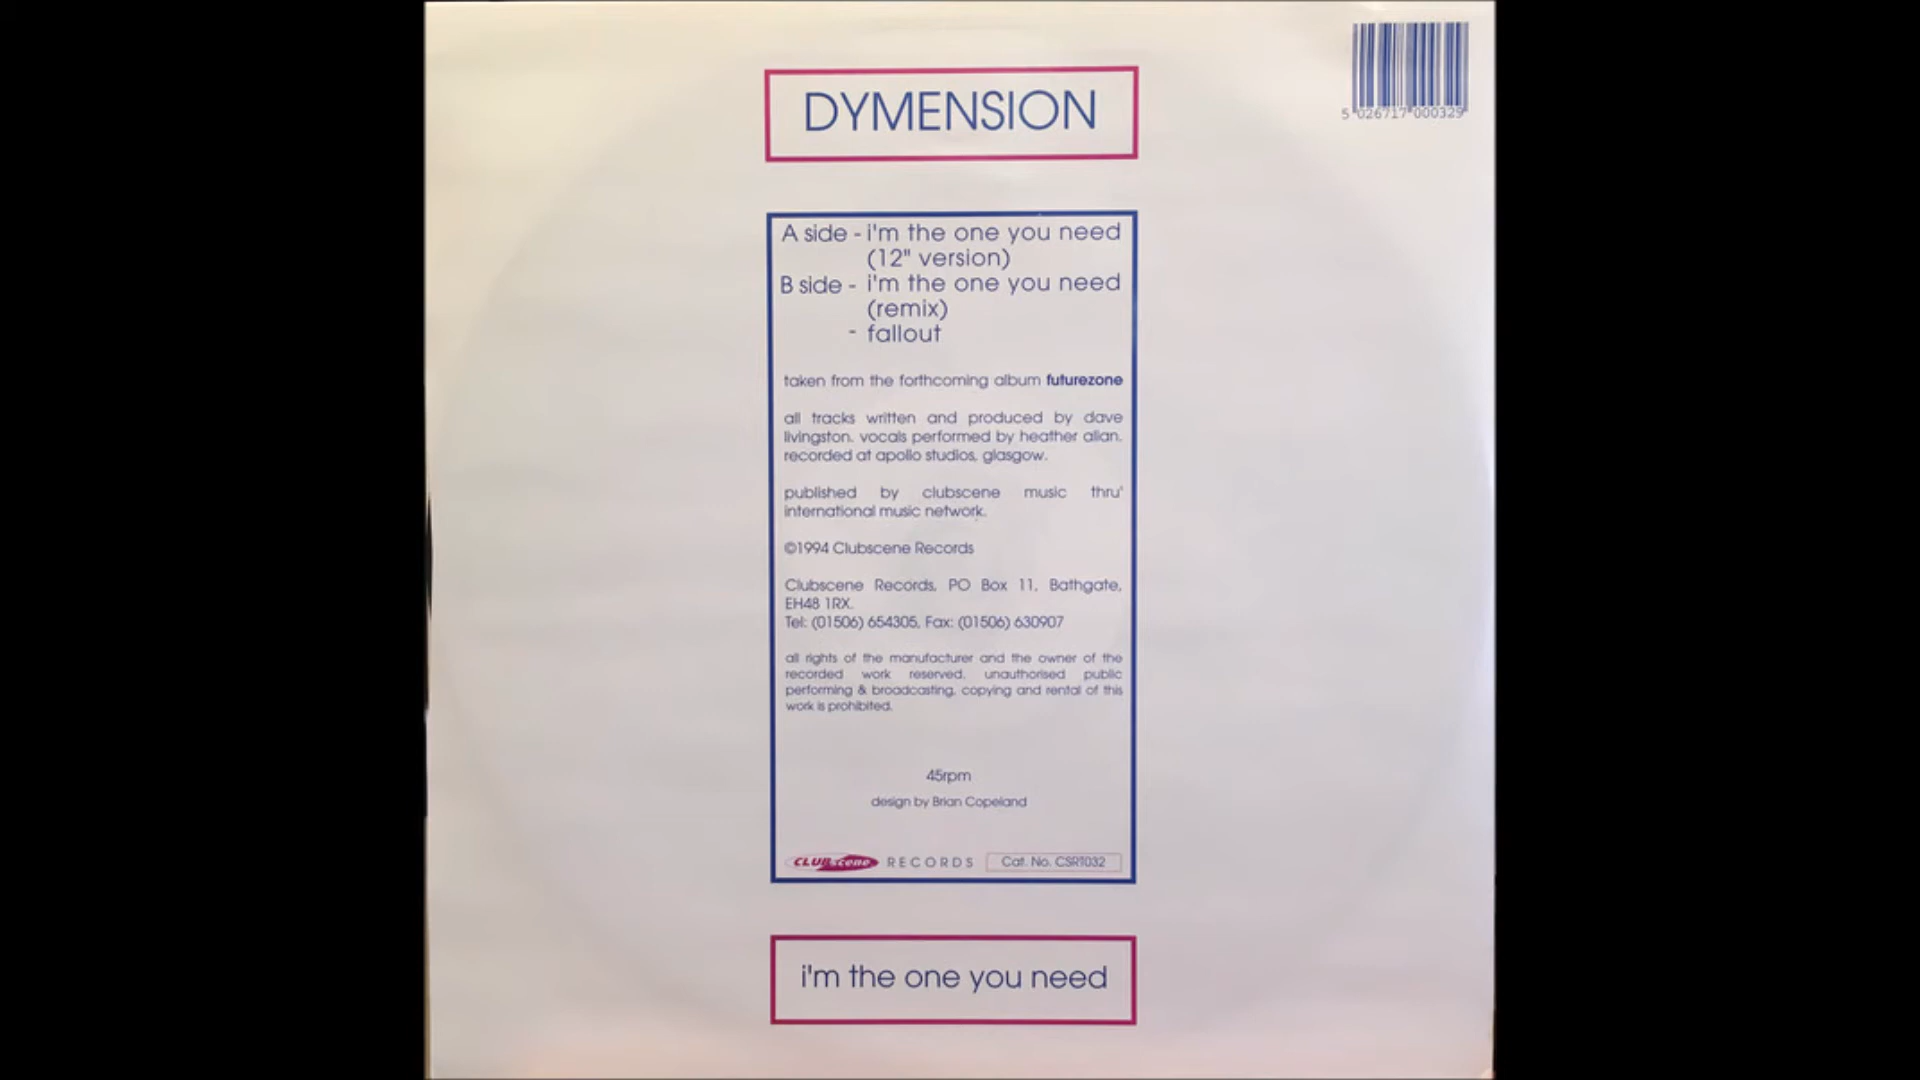 DYMENSION
5 026717 000329
A side - i'm the one you need
(12" version)
B side - i'm the one you need
(remix)
- fallout
taken from the forthcoming album futurezone
all tracks written and produced by dave
livingston. vocals performed by heather allan.
recorded at apollo studios, glasgow.
published by clubscene music thru'
international music network.
©1994 Clubscene Records
Clubscene Records, PO Box 11, Bathgate,
EH48 1RX.
Tel: (01506) 654305, Fax: (01506) 630907
all rights of the manufacturer and the owner of the
recorded work reserved. unauthorised public
performing & broadcasting, copying and rental of this
work is prohibited.
45rpm
design by Brian Copeland
CLUBscene RECORDS Cat. No. CSRT032
i'm the one you need